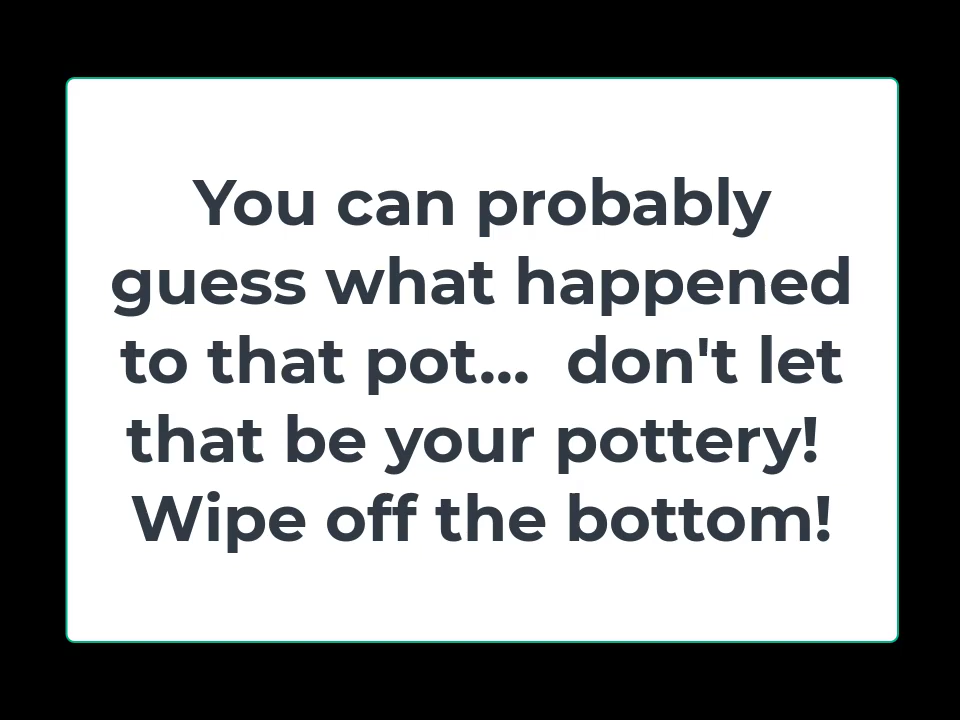 You can probably
guess what happened
to that pot...  don't let
that be your pottery!
Wipe off the bottom!